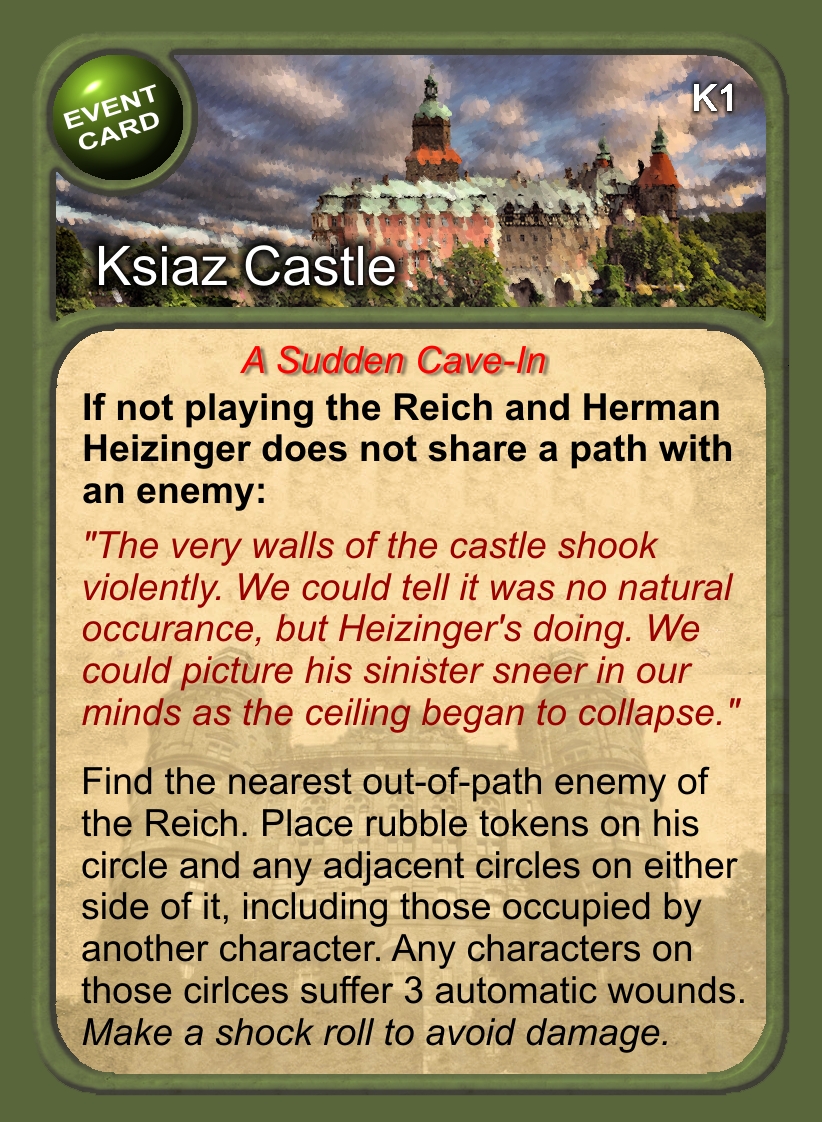 EVENT
CARD
K1
Ksiaz Castle
A Sudden Cave-In
If not playing the Reich and Herman
Heizinger does not share a path with
an enemy:
"The very walls of the castle shook
violently. We could tell it was no natural
occurance, but Heizinger's doing. We
could picture his sinister sneer in our
minds as the ceiling began to collapse."
Find the nearest out-of-path enemy of
the Reich. Place rubble tokens on his
circle and any adjacent circles on either
side of it, including those occupied by
another character. Any characters on
those cirlces suffer 3 automatic wounds.
Make a shock roll to avoid damage.